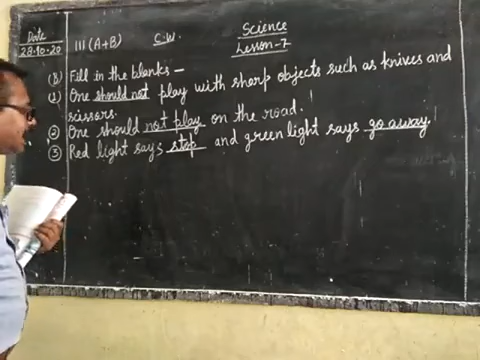 Date
28.10.20
III (A+B) C.W. Science
Lesson-7
(B) Fill in the blanks —
(1) One should not play with sharp objects such as knives and
scissors.
(2) One should not play on the road.
(3) Red light says stop and green light says go away.